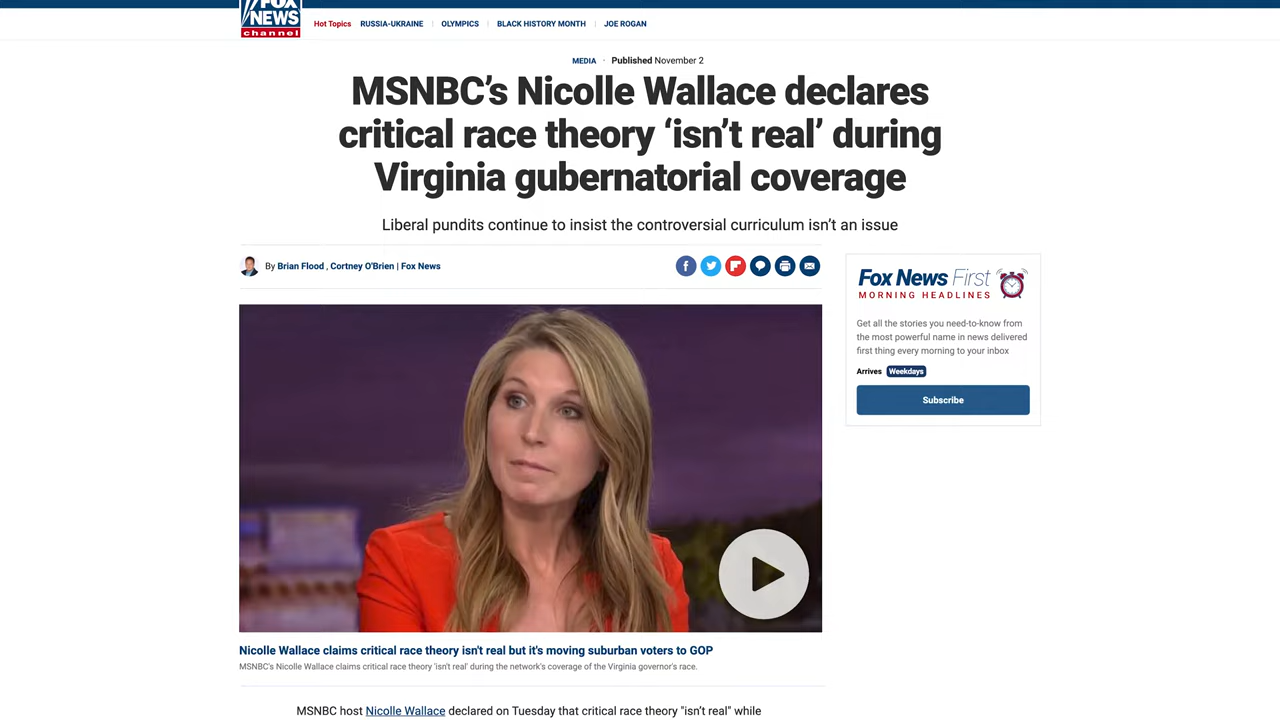 FOX
NEWS
channel
Hot Topics RUSSIA-UKRAINE OLYMPICS BLACK HISTORY MONTH JOE ROGAN
MEDIA · Published November 2
MSNBC’s Nicolle Wallace declares
critical race theory ‘isn’t real’ during
Virginia gubernatorial coverage
Liberal pundits continue to insist the controversial curriculum isn’t an issue
By Brian Flood , Cortney O'Brien | Fox News
Fox News First
MORNING HEADLINES
Get all the stories you need-to-know from
the most powerful name in news delivered
first thing every morning to your inbox
Arrives Weekdays
Subscribe
Nicolle Wallace claims critical race theory isn't real but it's moving suburban voters to GOP
MSNBC's Nicolle Wallace claims critical race theory 'isn't real' during the network's coverage of the Virginia governor's race.
MSNBC host Nicolle Wallace declared on Tuesday that critical race theory "isn’t real" while